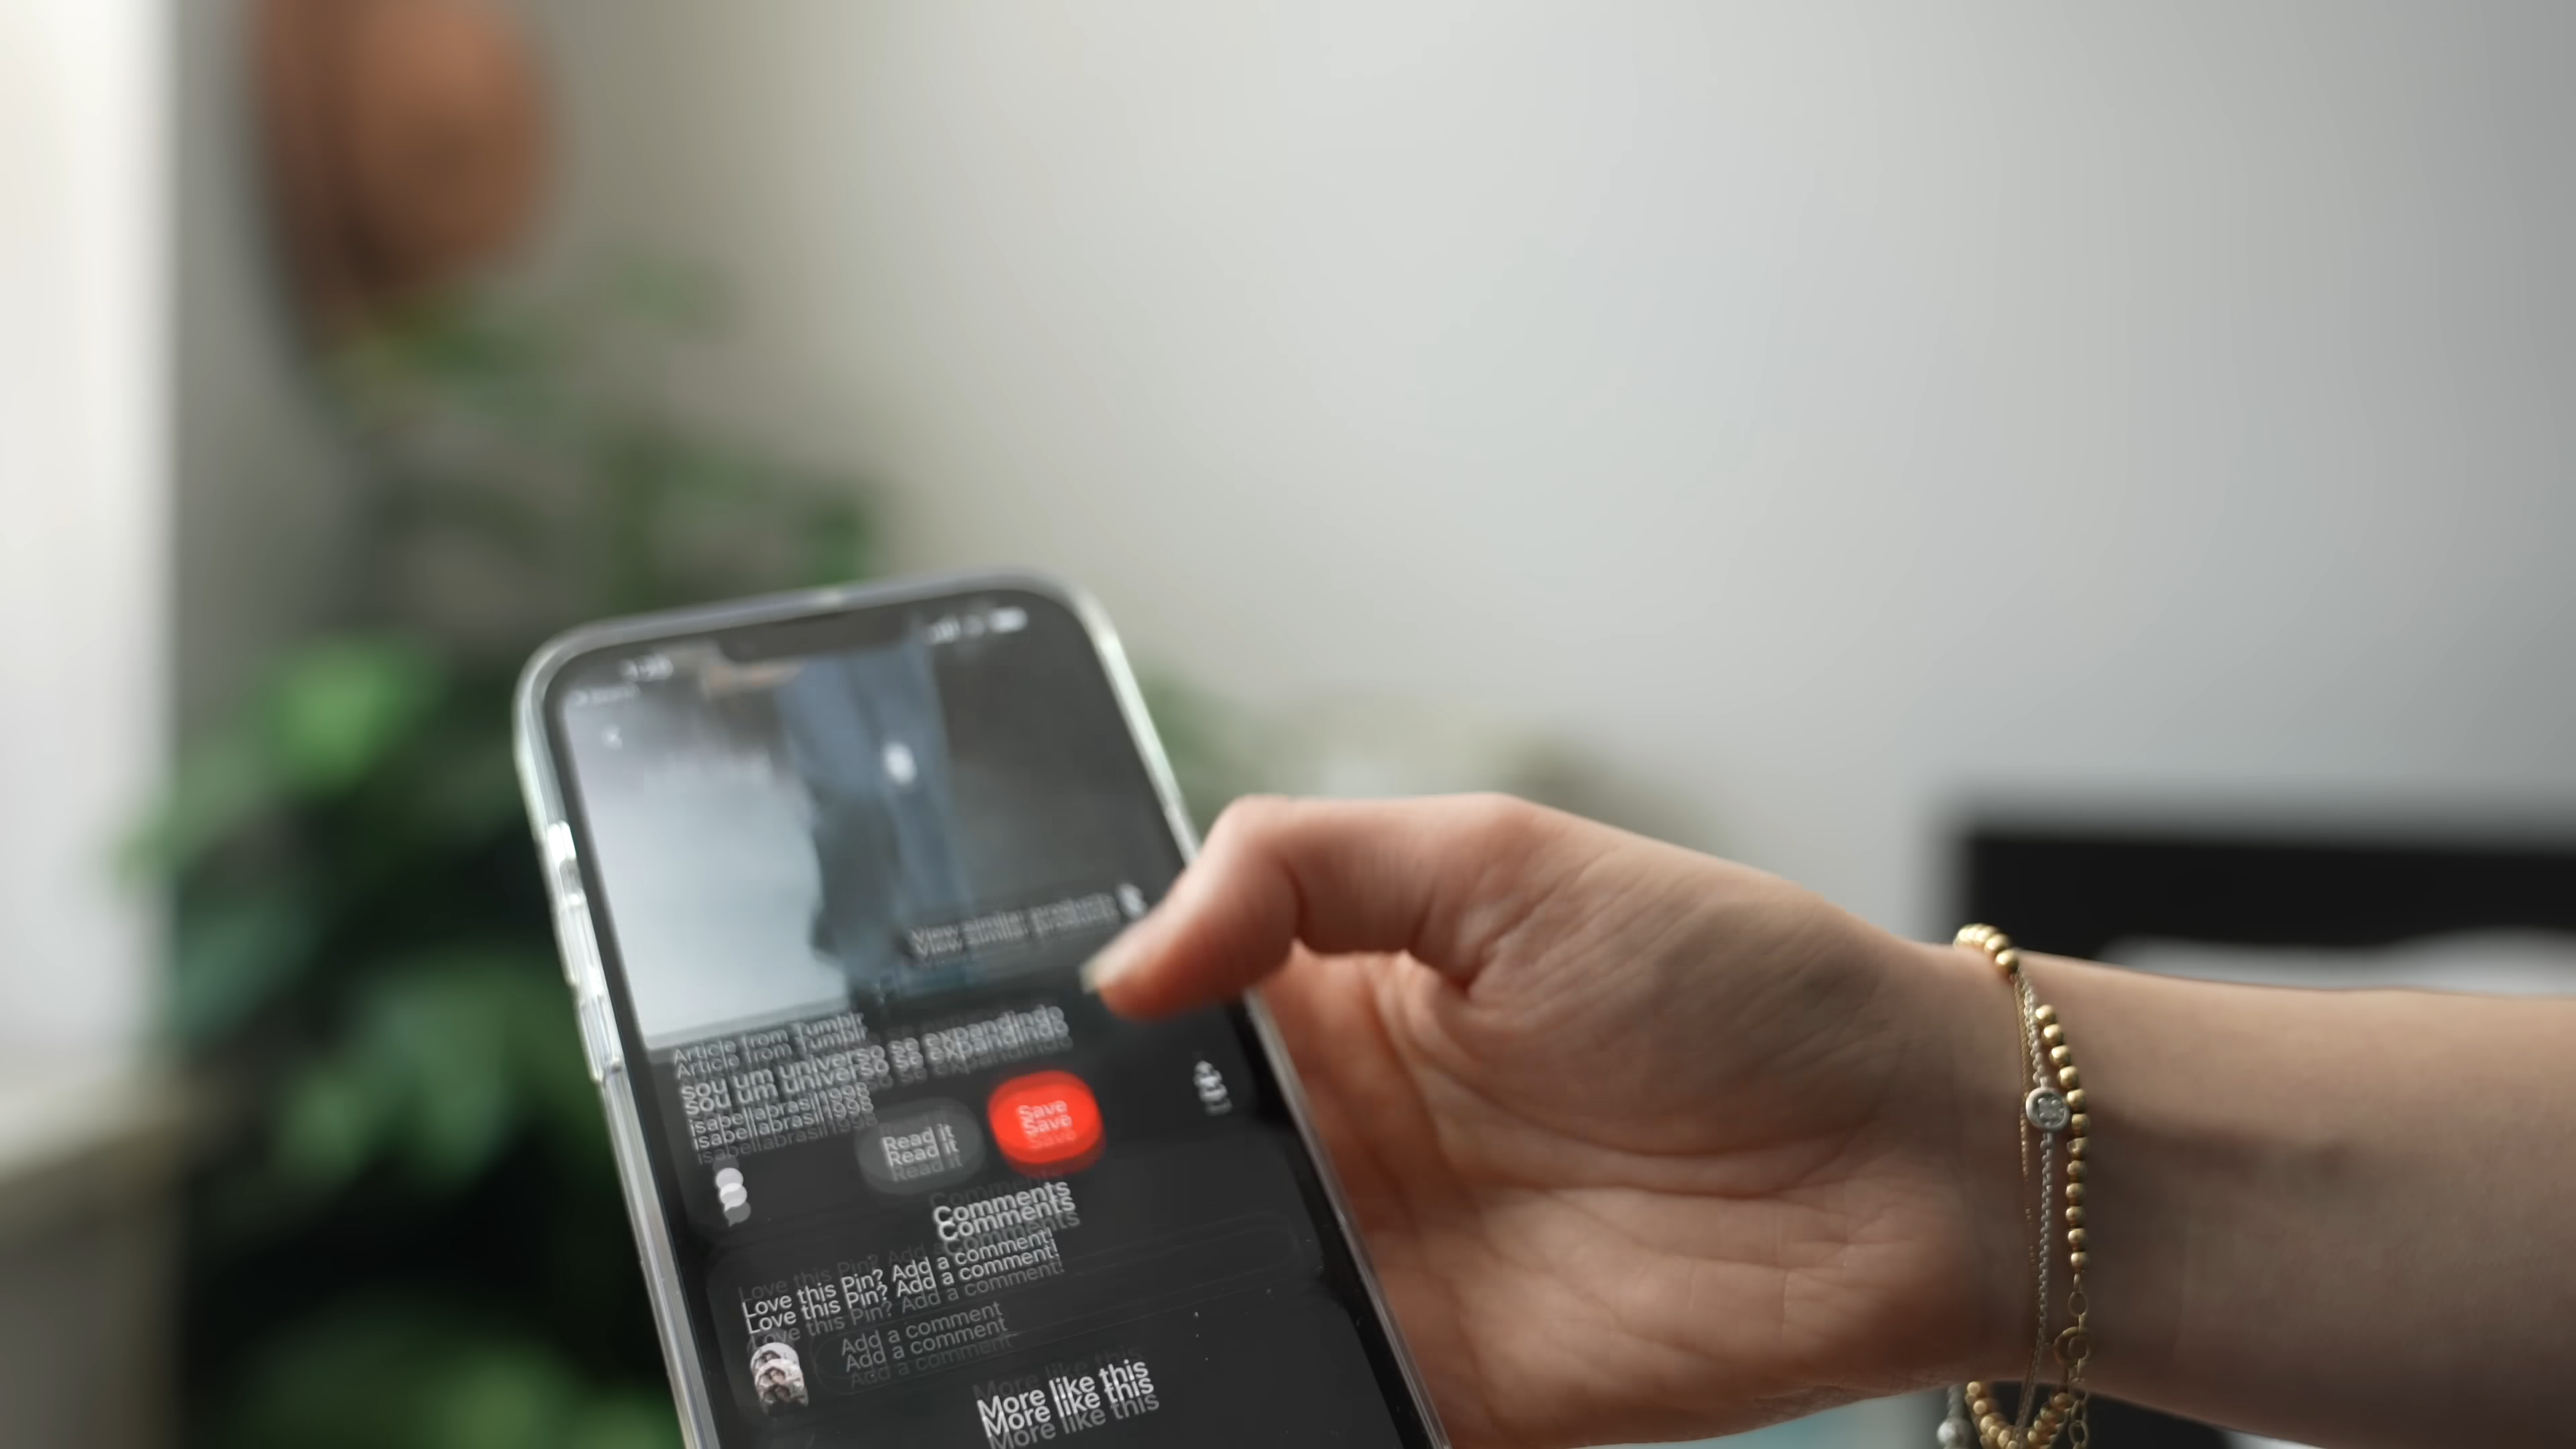 View similar products
Article from Tumblr
sou um universo se expandindo
isabellabrasil1998
Read it
Save
Comments
Love this Pin? Add a comment!
Add a comment
More like this